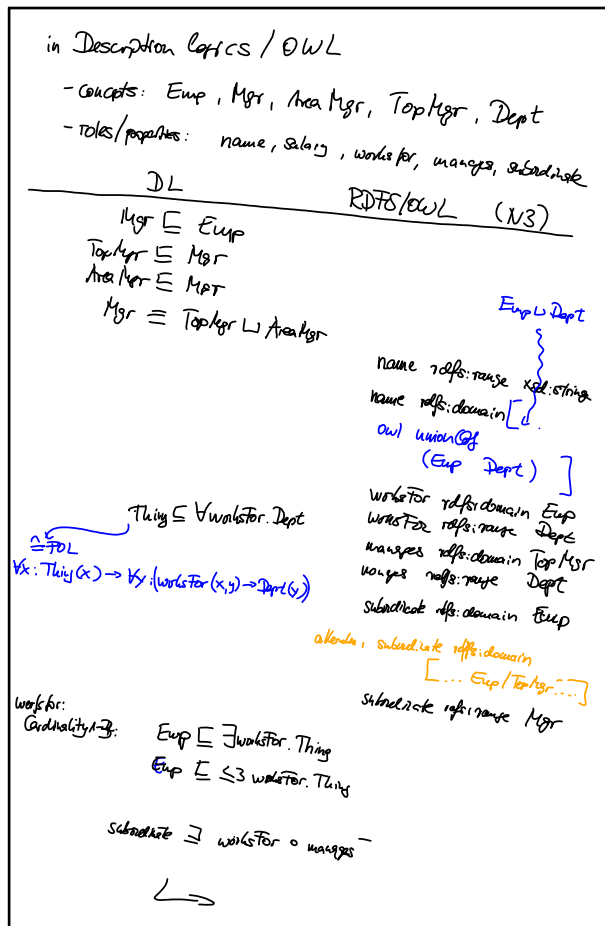 in Description Logics / OWL
- concepts: Emp, Mgr, AreaMgr, TopMgr, Dept
- roles/properties: name, salary, worksfor, manages, subordinate
DL
RDFS/OWL (N3)
Mgr ⊑ Emp
TopMgr ⊑ Mgr
AreaMgr ⊑ Mgr
Mgr ≡ TopMgr ⊔ AreaMgr
Emp ⊔ Dept
name rdfs:range xsd:string
name rdfs:domain [ .
owl unionOf
(Emp Dept) ]
worksFor rdfs:domain Emp
Thing ⊑ ∀worksFor.Dept
worksFor rdfs:range Dept
≙ FOL
manages rdfs:domain TopMgr
∀x: Thing(x) → ∀y:(worksFor(x,y) → Dept(y))
manages rdfs:range Dept
subordinate rdfs:domain Emp
subordinate rdfs:domain
[ ... Emp/TopMgr .... ]
subordinate rdfs:range Mgr
worksfor:
Cardinality 1-3:
Emp ⊑ ∃worksFor.Thing
Emp ⊑ ≤3 worksFor.Thing
subordinate ⊒ worksFor ∘ manages⁻